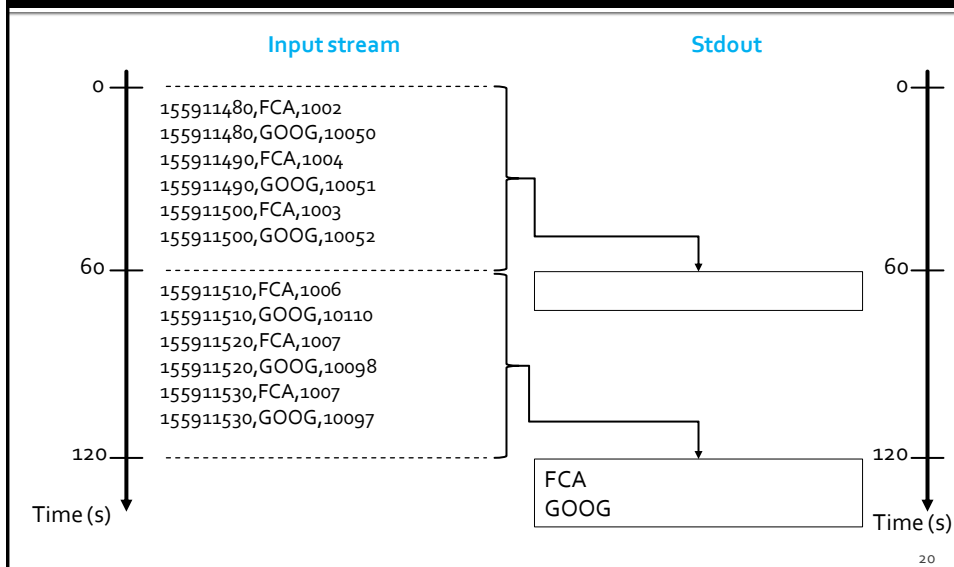 Input stream
Stdout
0
0
155911480,FCA,1002
155911480,GOOG,10050
155911490,FCA,1004
155911490,GOOG,10051
155911500,FCA,1003
155911500,GOOG,10052
60
60
155911510,FCA,1006
155911510,GOOG,10110
155911520,FCA,1007
155911520,GOOG,10098
155911530,FCA,1007
155911530,GOOG,10097
120
120
FCA
GOOG
Time (s)
Time (s)
20